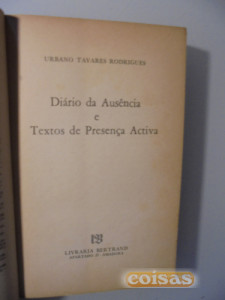 URBANO TAVARES RODRIGUES
Diário da Ausência
e
Textos de Presença Activa
LIVRARIA BERTRAND
coisas